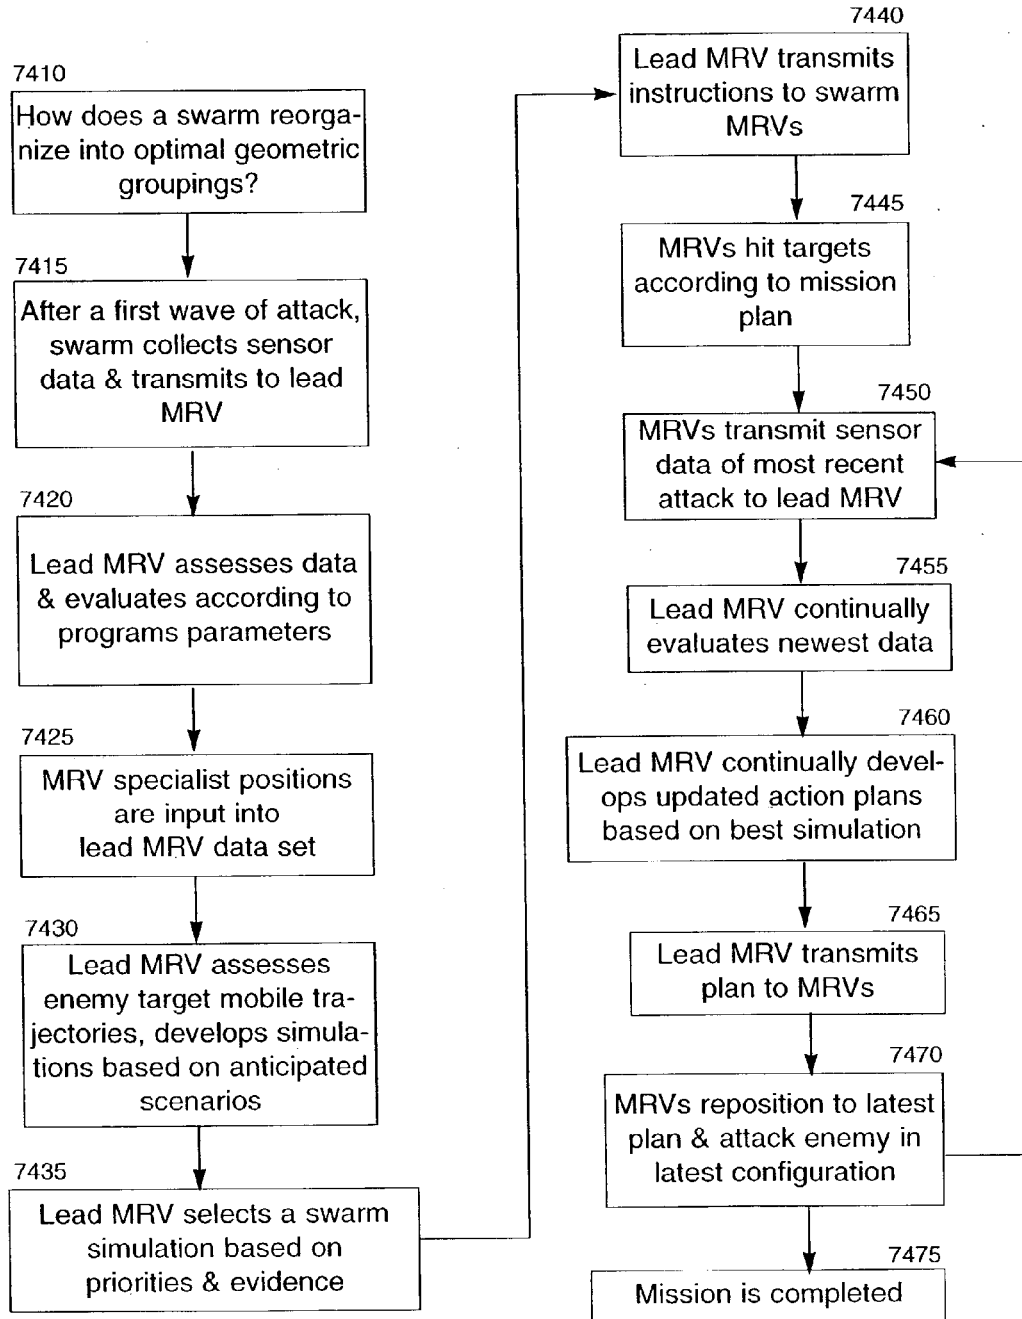 7410
How does a swarm reorga-
nize into optimal geometric
groupings?
7415
After a first wave of attack,
swarm collects sensor
data & transmits to lead
MRV
7420
Lead MRV assesses data
& evaluates according to
programs parameters
7425
MRV specialist positions
are input into
lead MRV data set
7430
Lead MRV assesses
enemy target mobile tra-
jectories, develops simula-
tions based on anticipated
scenarios
7435
Lead MRV selects a swarm
simulation based on
priorities & evidence
7440
Lead MRV transmits
instructions to swarm
MRVs
7445
MRVs hit targets
according to mission
plan
7450
MRVs transmit sensor
data of most recent
attack to lead MRV
7455
Lead MRV continually
evaluates newest data
7460
Lead MRV continually devel-
ops updated action plans
based on best simulation
7465
Lead MRV transmits
plan to MRVs
7470
MRVs reposition to latest
plan & attack enemy in
latest configuration
7475
Mission is completed